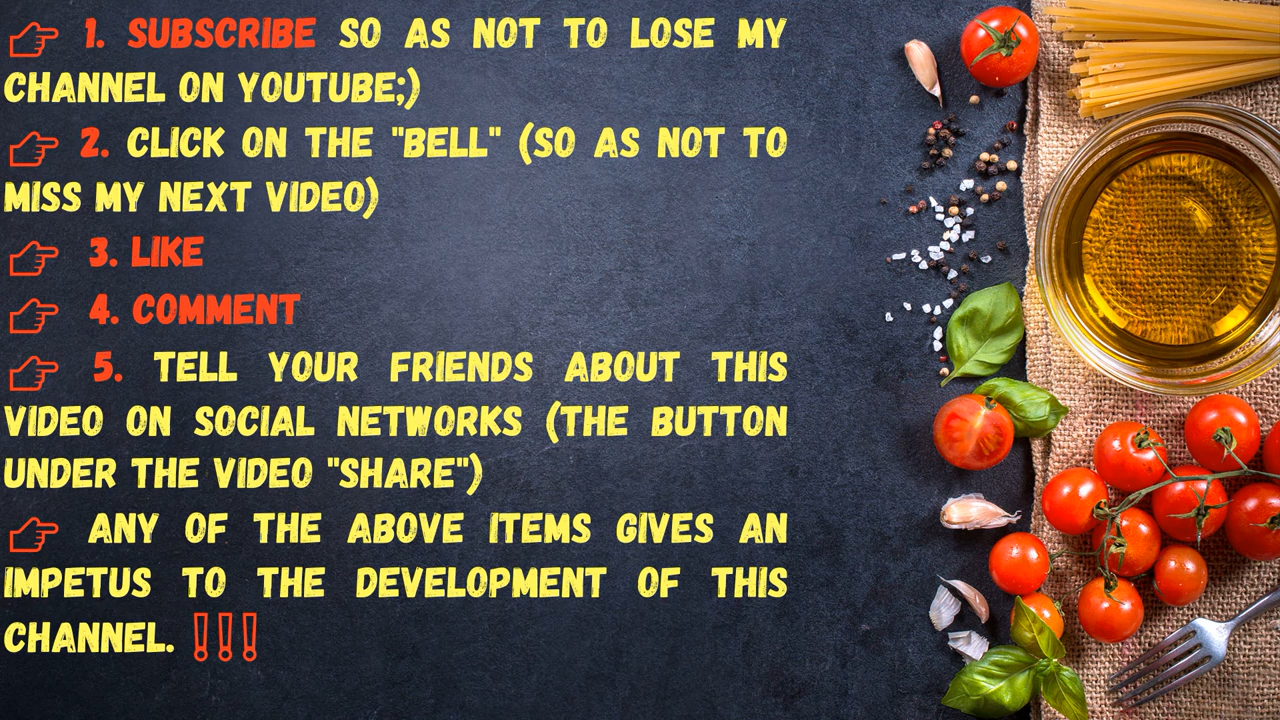 👉 1. SUBSCRIBE SO AS NOT TO LOSE MY
CHANNEL ON YOUTUBE;)
👉 2. CLICK ON THE "BELL" (SO AS NOT TO
MISS MY NEXT VIDEO)
👉 3. LIKE
👉 4. COMMENT
👉 5. TELL YOUR FRIENDS ABOUT THIS
VIDEO ON SOCIAL NETWORKS (THE BUTTON
UNDER THE VIDEO "SHARE")
👉 ANY OF THE ABOVE ITEMS GIVES AN
IMPETUS TO THE DEVELOPMENT OF THIS
CHANNEL. ❗❗❗